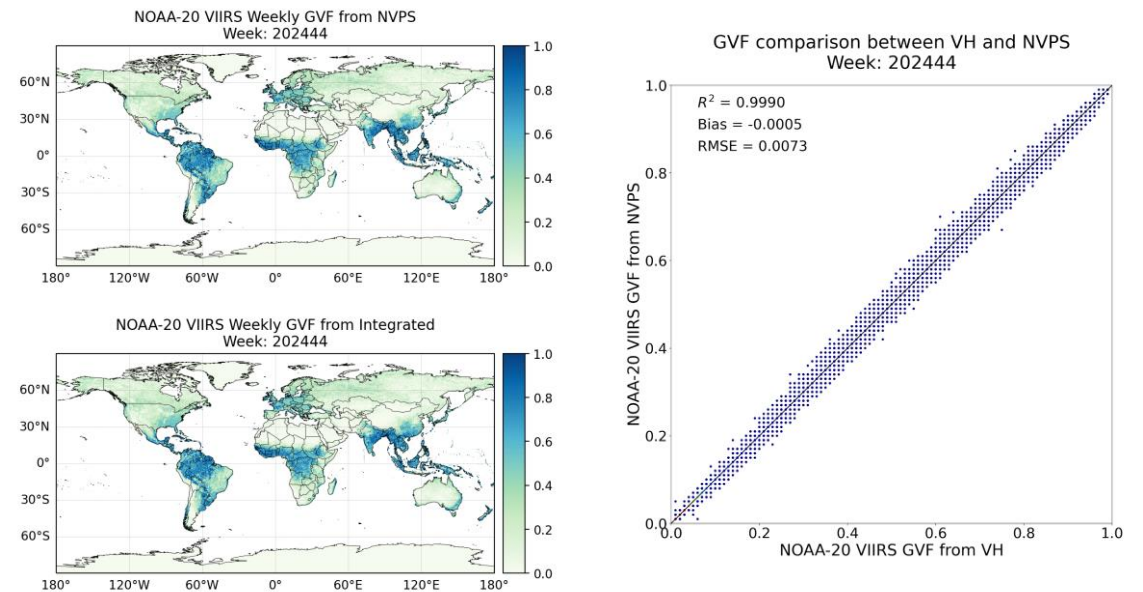 NOAA-20 VIIRS Weekly GVF from NVPS
Week: 202444
1.0
0.8
0.6
0.4
0.2
0.0
60°N
30°N
0°
30°S
60°S
180°
120°W
60°W
0°
60°E
120°E
180°
NOAA-20 VIIRS Weekly GVF from Integrated
Week: 202444
1.0
0.8
0.6
0.4
0.2
0.0
60°N
30°N
0°
30°S
60°S
180°
120°W
60°W
0°
60°E
120°E
180°
GVF comparison between VH and NVPS
Week: 202444
R² = 0.9990
Bias = -0.0005
RMSE = 0.0073
NOAA-20 VIIRS GVF from NVPS
1.0
0.8
0.6
0.4
0.2
0.0
0.0
0.2
0.4
0.6
0.8
1.0
NOAA-20 VIIRS GVF from VH